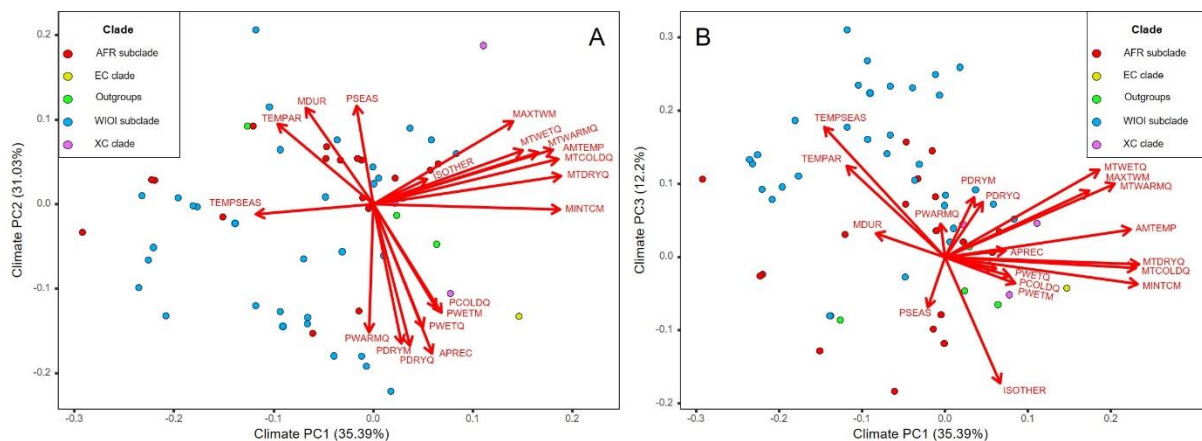 A
Clade
AFR subclade
EC clade
Outgroups
WIOI subclade
XC clade
Climate PC2 (31.03%)
0.2
0.1
0.0
-0.1
-0.2
MDUR
PSEAS
TEMPAR
MAXTWM
MTWETQ
MTWARMQ
AMTEMP
MTCOLDQ
ISOTHER
MTDRYQ
TEMPSEAS
MINTCM
PCOLDQ
PWETM
PWETQ
PWARMQ
PDRYM
APREC
PDRYQ
-0.3
-0.2
-0.1
0.0
0.1
0.2
Climate PC1 (35.39%)
B
Clade
AFR subclade
EC clade
Outgroups
WIOI subclade
XC clade
Climate PC3 (12.2%)
0.3
0.2
0.1
0.0
-0.1
-0.2
TEMPSEAS
TEMPAR
MTWETQ
MAXTWM
MTWARMQ
PDRYM
PDRYQ
PWARMQ
MDUR
AMTEMP
APREC
MTDRYQ
MTCOLDQ
PWETQ
PCOLDQ
MINTCM
PWETM
PSEAS
ISOTHER
-0.3
-0.2
-0.1
0.0
0.1
0.2
Climate PC1 (35.39%)